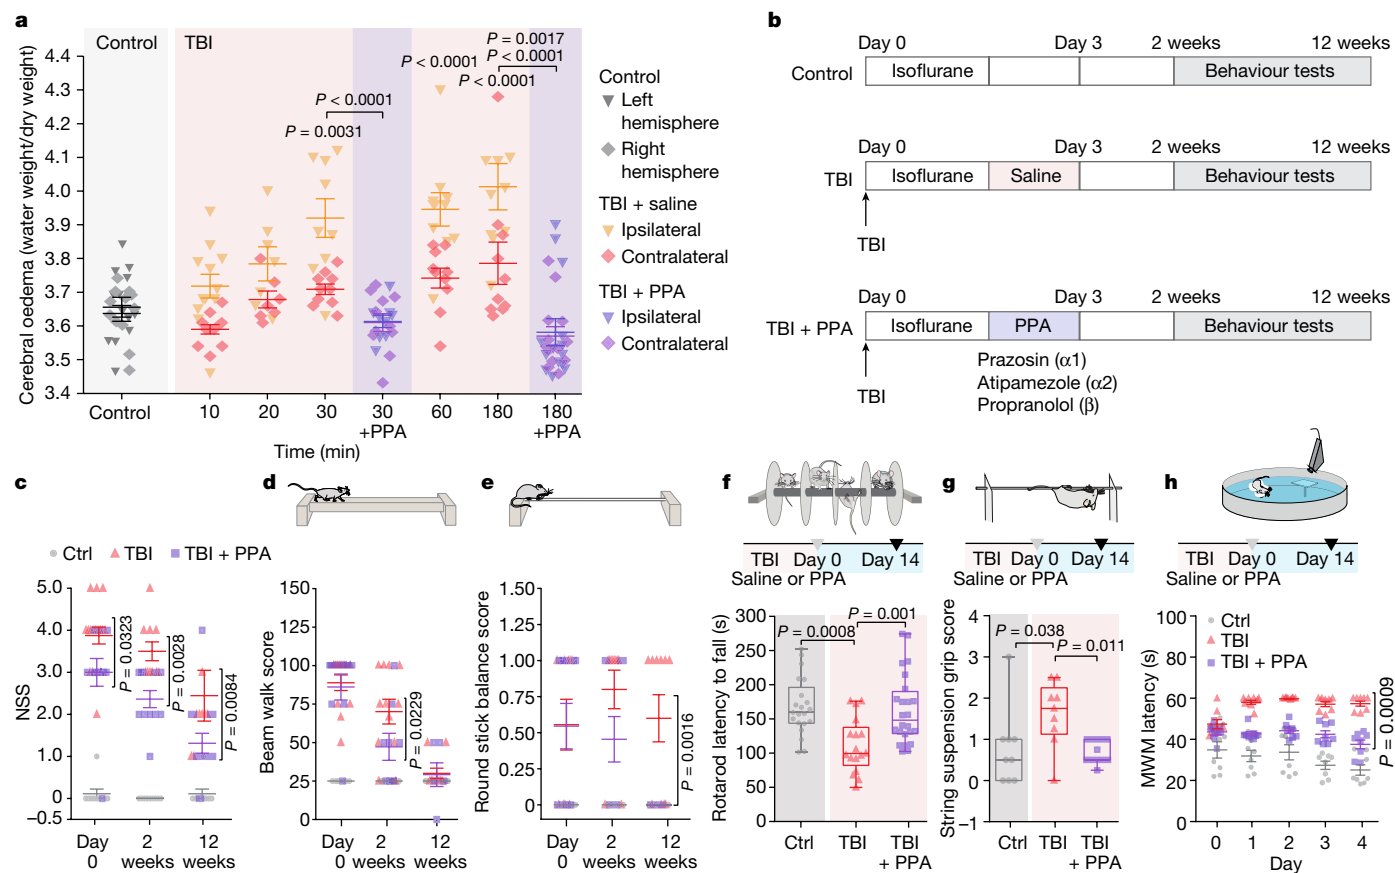 a
Control
TBI
P = 0.0017
P < 0.0001
P < 0.0001
P < 0.0001
P < 0.0001
P = 0.0031
Cerebral oedema (water weight/dry weight)
4.4
4.3
4.2
4.1
4.0
3.9
3.8
3.7
3.6
3.5
3.4
Control
10
20
30
30
+PPA
60
180
180
+PPA
Time (min)
Control
Left
hemisphere
Right
hemisphere
TBI + saline
Ipsilateral
Contralateral
TBI + PPA
Ipsilateral
Contralateral
b
Day 0
Day 3
2 weeks
12 weeks
Control
Isoflurane
Behaviour tests
Day 0
Day 3
2 weeks
12 weeks
TBI
Isoflurane
Saline
Behaviour tests
TBI
Day 0
Day 3
2 weeks
12 weeks
TBI + PPA
Isoflurane
PPA
Behaviour tests
TBI
Prazosin (α1)
Atipamezole (α2)
Propranolol (β)
c
Ctrl
TBI
TBI + PPA
NSS
5.0
4.0
3.0
2.0
1.0
0
−0.5
P = 0.0323
P = 0.0028
P = 0.0084
Day
0
2
weeks
12
weeks
d
Beam walk score
150
125
100
75
50
25
0
P = 0.0229
Day
0
2
weeks
12
weeks
e
Round stick balance score
1.50
1.25
1.00
0.75
0.50
0.25
0
P = 0.0016
Day
0
2
weeks
12
weeks
f
TBI
Day 0
Day 14
Saline or PPA
Rotarod latency to fall (s)
300
250
200
150
100
50
0
P = 0.0008
P = 0.001
Ctrl
TBI
TBI
+ PPA
g
TBI
Day 0
Day 14
Saline or PPA
String suspension grip score
4
3
2
1
0
−1
P = 0.038
P = 0.011
Ctrl
TBI
TBI
+ PPA
h
TBI
Day 0
Day 14
Saline or PPA
MWM latency (s)
100
80
60
40
20
0
Ctrl
TBI
TBI + PPA
P = 0.0009
0
1
2
3
4
Day